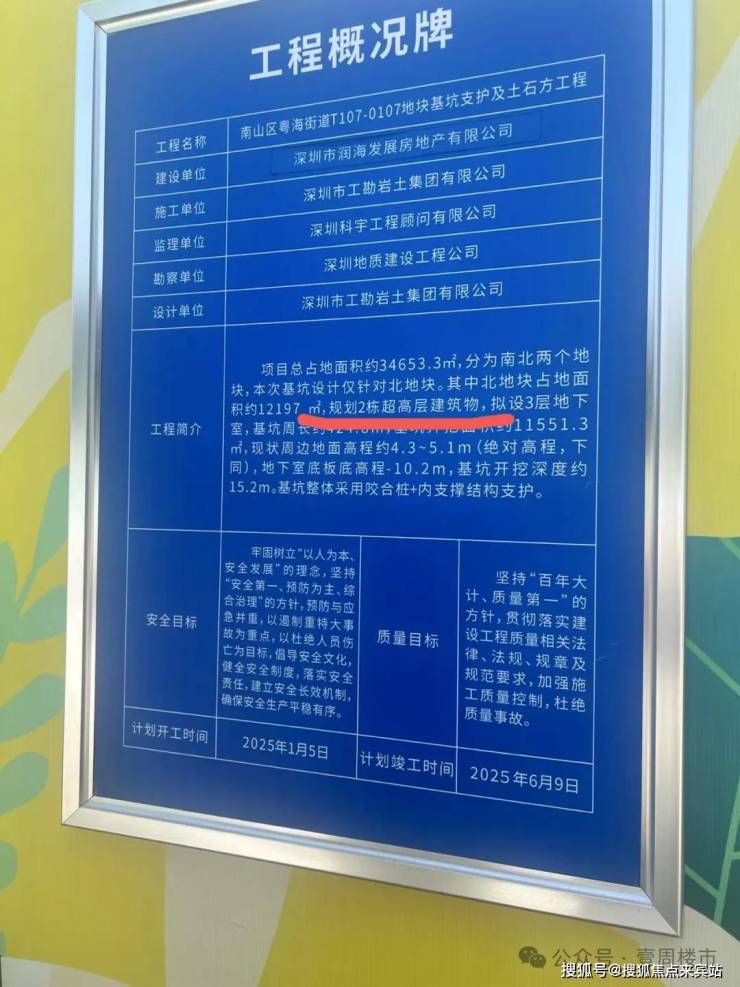 工程概况牌
工程名称 南山区粤海街道T107-0107地块基坑支护及土石方工程
建设单位 深圳市润海发展房地产有限公司
施工单位 深圳市工勘岩土集团有限公司
监理单位 深圳科宇工程顾问有限公司
勘察单位 深圳地质建设工程公司
设计单位 深圳市工勘岩土集团有限公司
工程简介
项目总占地面积约34653.3㎡,分为南北两个地
块,本次基坑设计仅针对北地块。其中北地块占地面
积约12197㎡,规划2栋超高层建筑物,拟设3层地下
室,基坑周长约424.6m,基坑开挖面积约11551.3
㎡,现状周边地面高程约4.3~5.1m(绝对高程,下
同),地下室底板底高程-10.2m,基坑开挖深度约
15.2m。基坑整体采用咬合桩+内支撑结构支护。
安全目标
牢固树立“以人为本、
安全发展”的理念,坚持
“安全第一、预防为主、综
合治理”的方针,预防与应
急并重,以遏制重特大事
故为重点,以杜绝人员伤
亡为目标,倡导安全文化,
健全安全制度,落实安全
责任,建立安全长效机制,
确保安全生产平稳有序。
质量目标
坚持“百年大
计、质量第一”的
方针,贯彻落实建
设工程质量相关法
律、法规、规章及
规范要求,加强施
工质量控制,杜绝
质量事故。
计划开工时间 2025年1月5日 计划竣工时间 2025年6月9日
公众号·壹周楼市
搜狐号@搜狐焦点来宾站